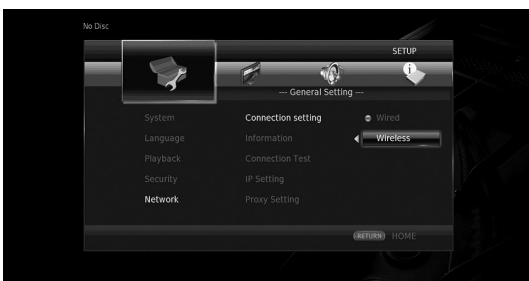 No Disc
SETUP
--- General Setting ---
System
Connection setting
Wired
Language
Information
Wireless
Playback
Connection Test
Security
IP Setting
Network
Proxy Setting
RETURN HOME